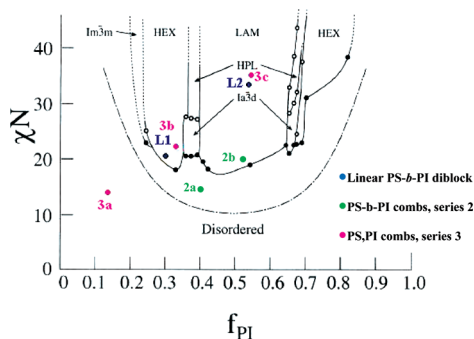 Im3̅m HEX LAM HEX
HPL
L2 3c
Ia3̅d
3b
L1
2b
2a
3a
Disordered
Linear PS-b-PI diblock
PS-b-PI combs, series 2
PS,PI combs, series 3
χN
40
30
20
10
0
0 0.1 0.2 0.3 0.4 0.5 0.6 0.7 0.8 0.9 1.0
f_PI